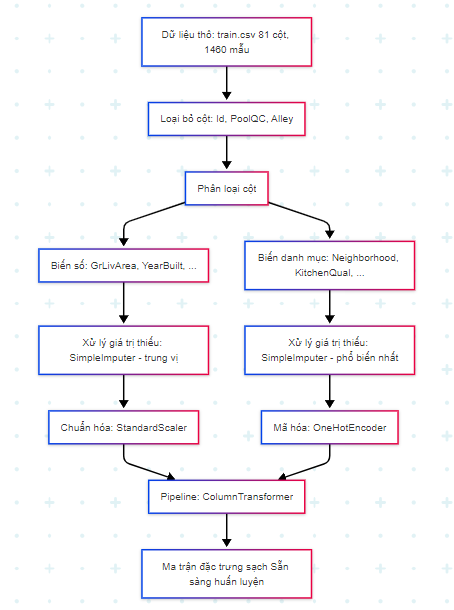 Dữ liệu thô: train.csv 81 cột,
1460 mẫu
Loại bỏ cột: Id, PoolQC, Alley
Phân loại cột
Biến số: GrLivArea, YearBuilt, ...
Biến danh mục: Neighborhood,
KitchenQual, ...
Xử lý giá trị thiếu:
SimpleImputer - trung vị
Xử lý giá trị thiếu:
SimpleImputer - phổ biến nhất
Chuẩn hóa: StandardScaler
Mã hóa: OneHotEncoder
Pipeline: ColumnTransformer
Ma trận đặc trưng sạch Sẵn
sàng huấn luyện